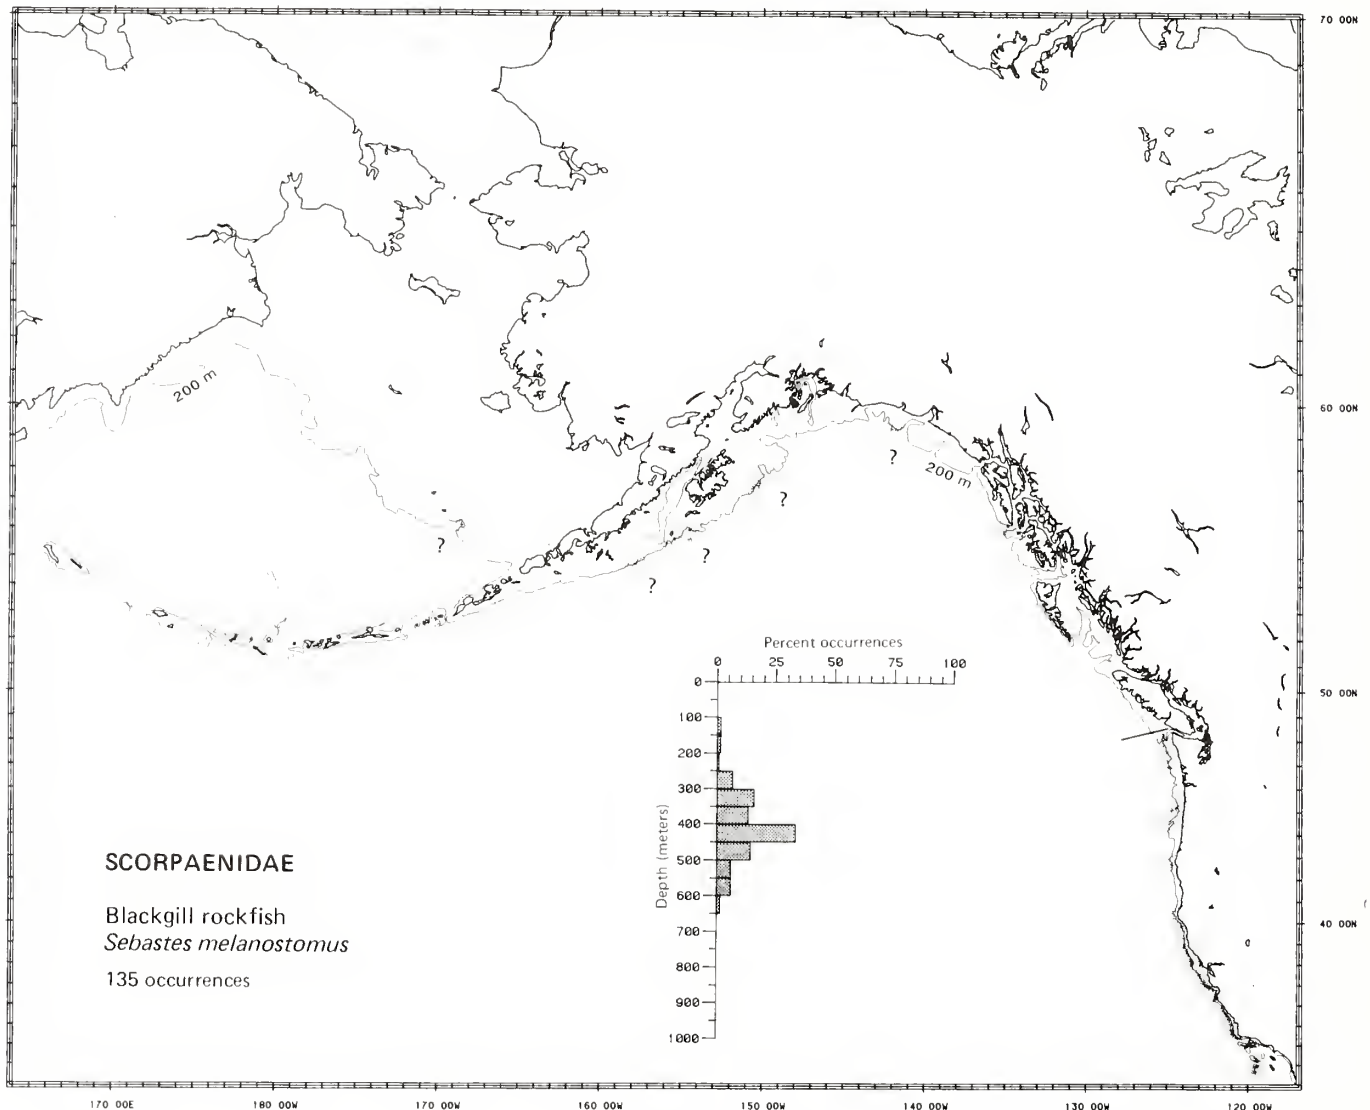 70 00N
200 m
60 00N
?
200 m
?
?
?
?
Percent occurrences
0 25 50 75 100
0
100
200
300
400
500
600
700
800
900
1000
Depth (meters)
50 00N
40 00N
SCORPAENIDAE
Blackgill rockfish
Sebastes melanostomus
135 occurrences
170 00E 180 00W 170 00W 160 00W 150 00W 140 00W 130 00W 120 00W